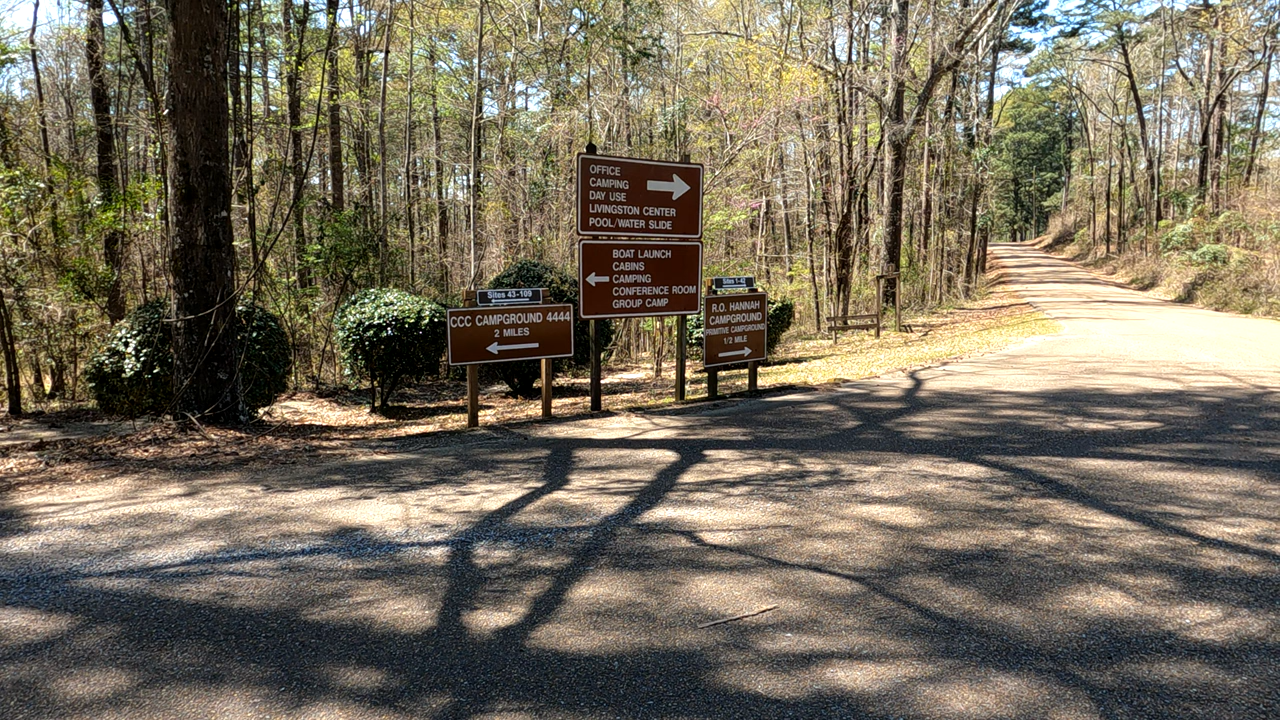 OFFICE
CAMPING
DAY USE
LIVINGSTON CENTER
POOL/WATER SLIDE
BOAT LAUNCH
CABINS
CAMPING
CONFERENCE ROOM
GROUP CAMP
Sites 43-109
CCC CAMPGROUND 4444
2 MILES
Sites 1-42
R.O. HANNAH
CAMPGROUND
PRIMITIVE CAMPGROUND
1/2 MILE